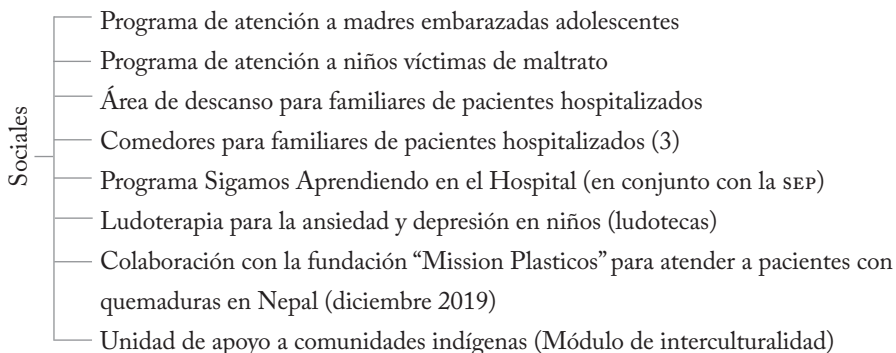 Sociales
Programa de atención a madres embarazadas adolescentes
Programa de atención a niños víctimas de maltrato
Área de descanso para familiares de pacientes hospitalizados
Comedores para familiares de pacientes hospitalizados (3)
Programa Sigamos Aprendiendo en el Hospital (en conjunto con la SEP)
Ludoterapia para la ansiedad y depresión en niños (ludotecas)
Colaboración con la fundación “Mission Plasticos” para atender a pacientes con
quemaduras en Nepal (diciembre 2019)
Unidad de apoyo a comunidades indígenas (Módulo de interculturalidad)